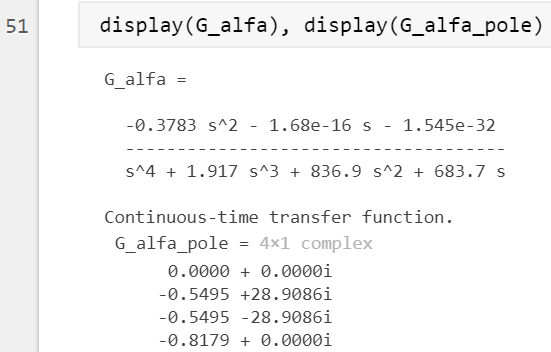 51
display(G_alfa), display(G_alfa_pole)
G_alfa =
-0.3783 s^2 - 1.68e-16 s - 1.545e-32
-------------------------------------
s^4 + 1.917 s^3 + 836.9 s^2 + 683.7 s
Continuous-time transfer function.
G_alfa_pole = 4×1 complex
0.0000 + 0.0000i
-0.5495 +28.9086i
-0.5495 -28.9086i
-0.8179 + 0.0000i